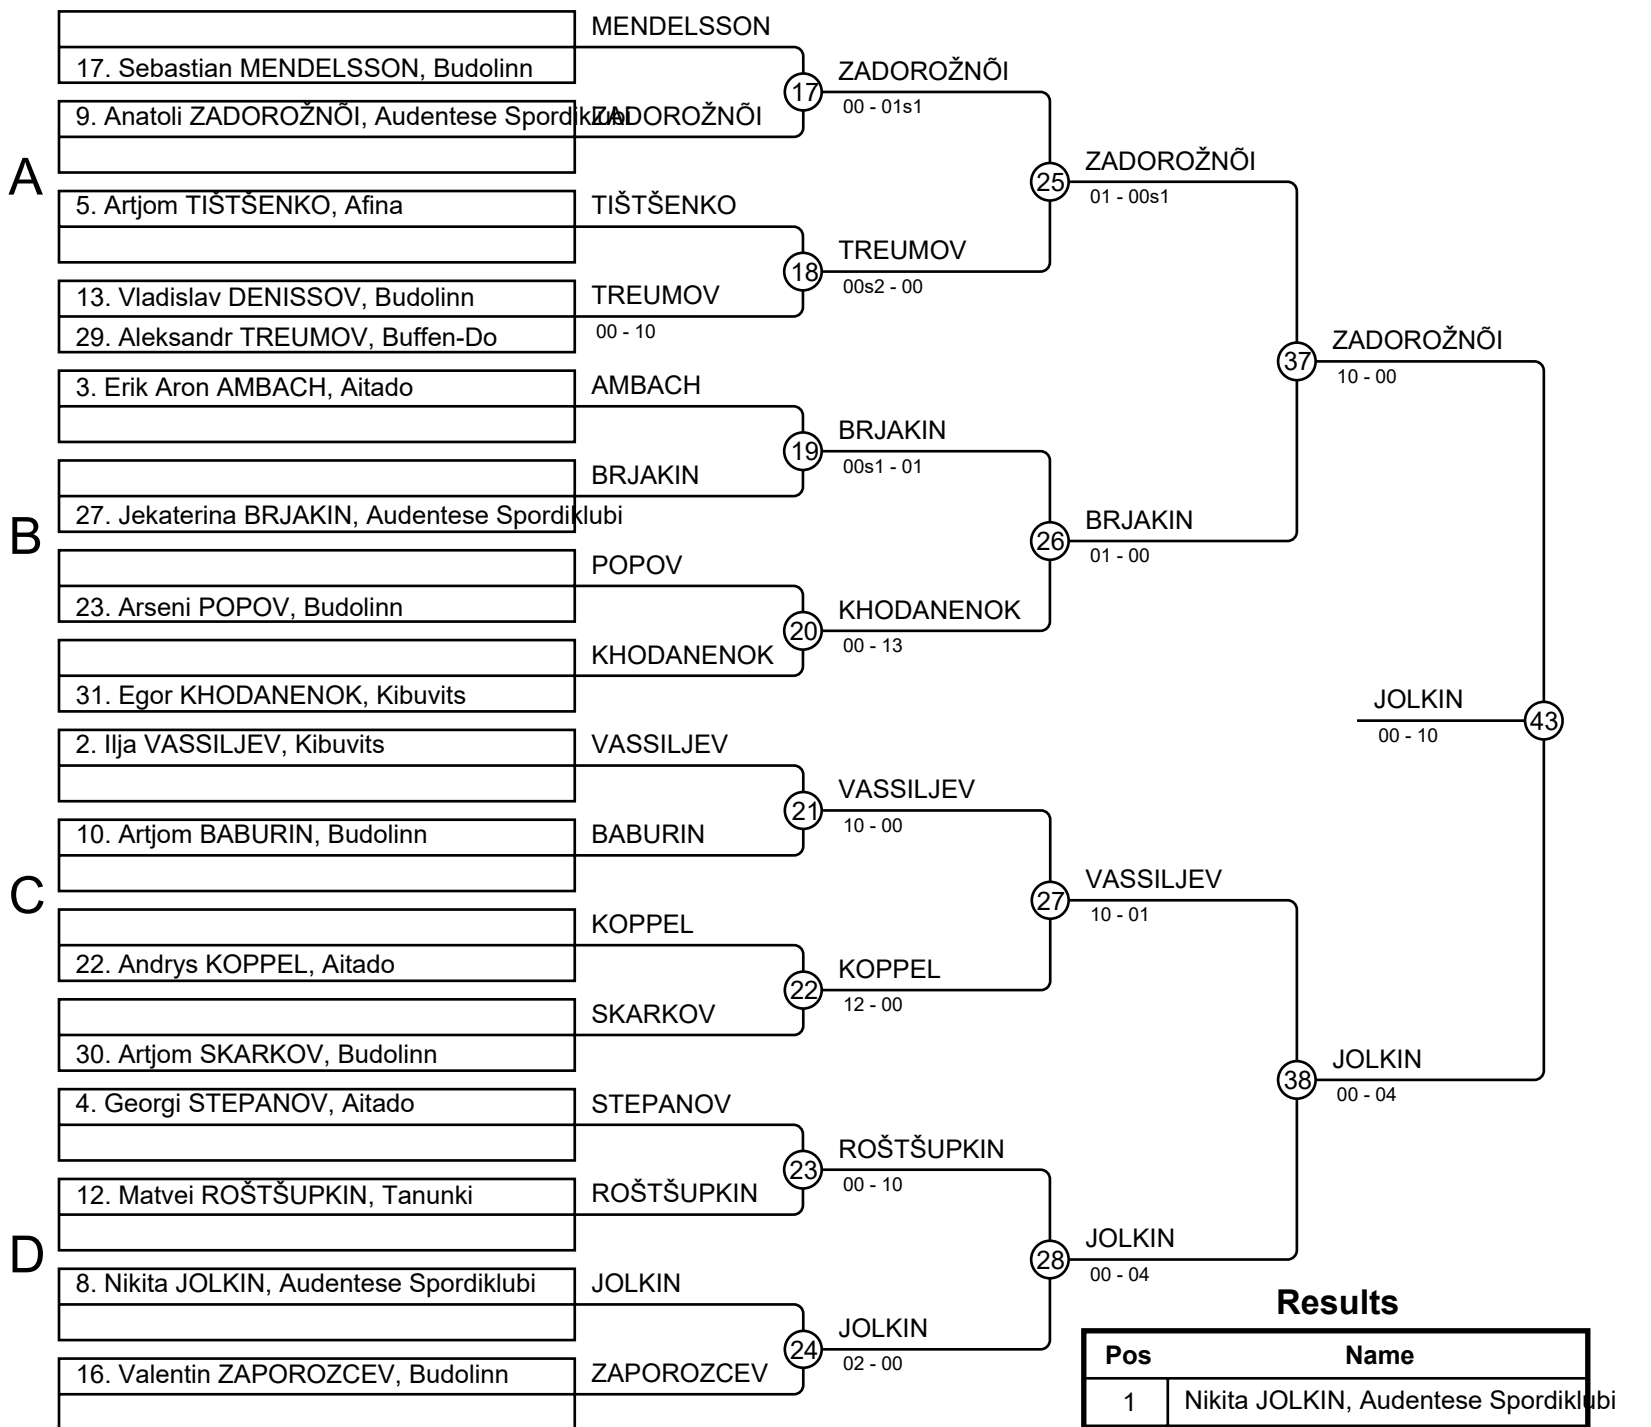 MENDELSSON
17. Sebastian MENDELSSON, Budolinn
17
ZADOROŽNÕI
00 - 01s1
9. Anatoli ZADOROŽNÕI, Audentese Spordiklubi
ZADOROŽNÕI
A
25
ZADOROŽNÕI
01 - 00s1
5. Artjom TIŠTŠENKO, Afina
TIŠTŠENKO
18
TREUMOV
00s2 - 00
13. Vladislav DENISSOV, Budolinn
TREUMOV
29. Aleksandr TREUMOV, Buffen-Do
00 - 10
37
ZADOROŽNÕI
10 - 00
3. Erik Aron AMBACH, Aitado
AMBACH
19
BRJAKIN
00s1 - 01
BRJAKIN
27. Jekaterina BRJAKIN, Audentese Spordiklubi
B
26
BRJAKIN
01 - 00
POPOV
23. Arseni POPOV, Budolinn
20
KHODANENOK
00 - 13
KHODANENOK
31. Egor KHODANENOK, Kibuvits
JOLKIN
43
00 - 10
2. Ilja VASSILJEV, Kibuvits
VASSILJEV
21
VASSILJEV
10 - 00
10. Artjom BABURIN, Budolinn
BABURIN
C
27
VASSILJEV
10 - 01
KOPPEL
22. Andrys KOPPEL, Aitado
22
KOPPEL
12 - 00
SKARKOV
30. Artjom SKARKOV, Budolinn
38
JOLKIN
00 - 04
4. Georgi STEPANOV, Aitado
STEPANOV
23
ROŠTŠUPKIN
00 - 10
12. Matvei ROŠTŠUPKIN, Tanunki
ROŠTŠUPKIN
D
28
JOLKIN
00 - 04
8. Nikita JOLKIN, Audentese Spordiklubi
JOLKIN
24
JOLKIN
02 - 00
16. Valentin ZAPOROZCEV, Budolinn
ZAPOROZCEV
Results
Pos Name
1 Nikita JOLKIN, Audentese Spordiklubi